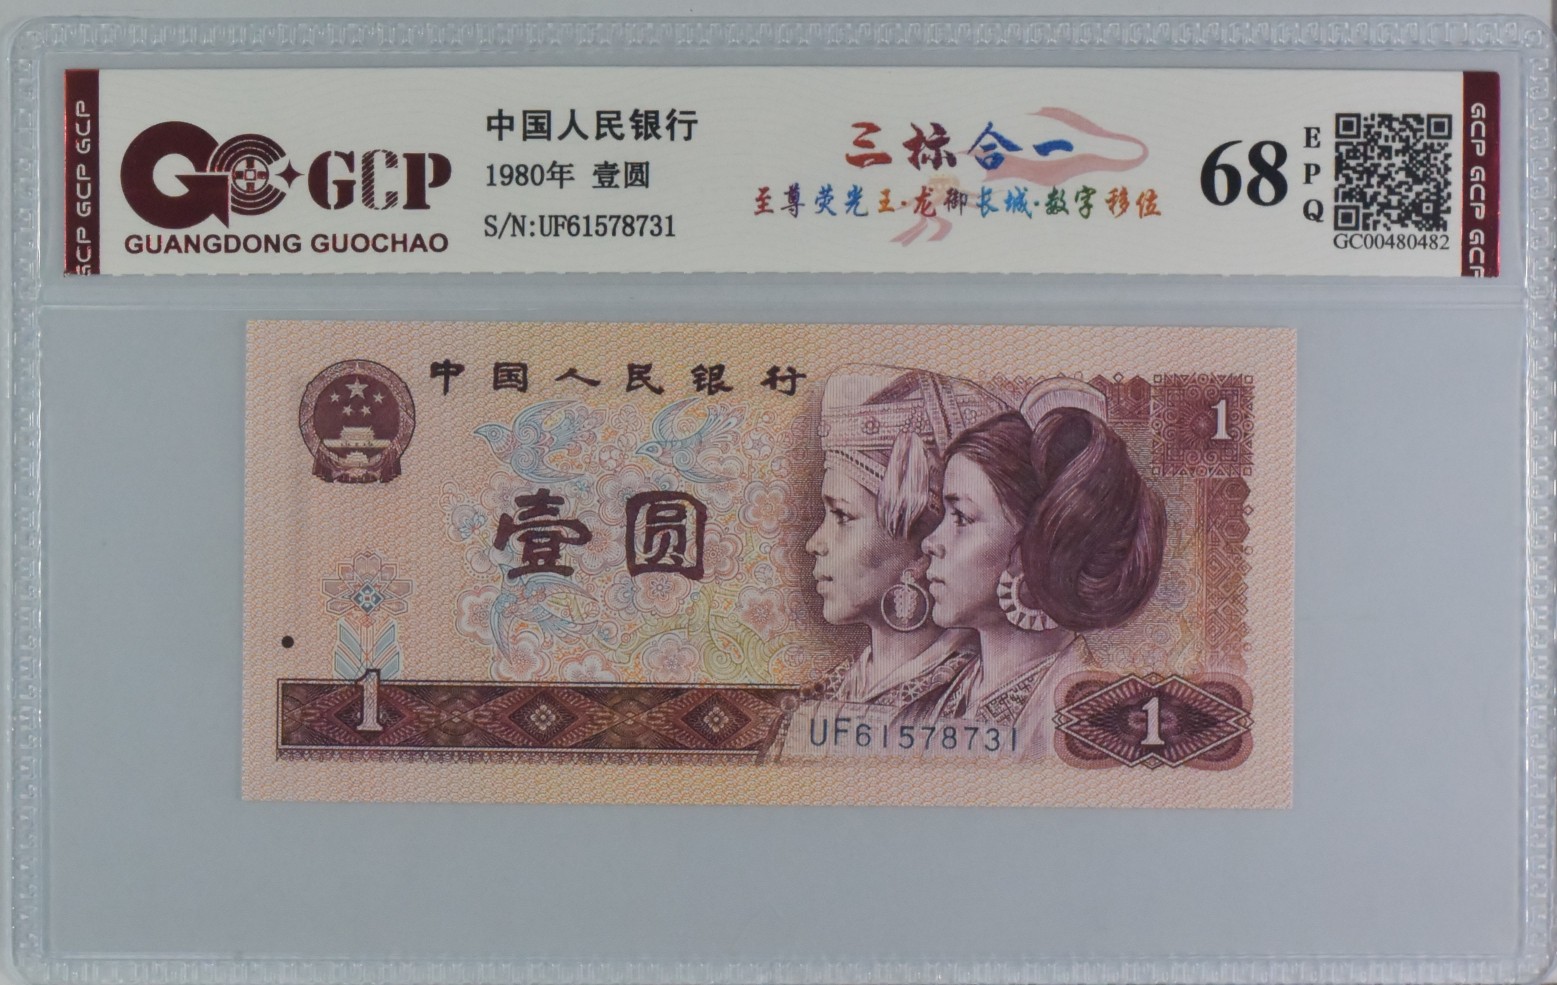 GCP GCP GCP
GCP
GUANGDONG GUOCHAO
中国人民银行
1980年 壹圆
S/N:UF61578731
三标合一
至尊荧光王·龙御长城·数字移位
68
EPQ
GC00480482
GCP GCP GCP
中国人民银行
1
壹圆
1
UF61578731
1